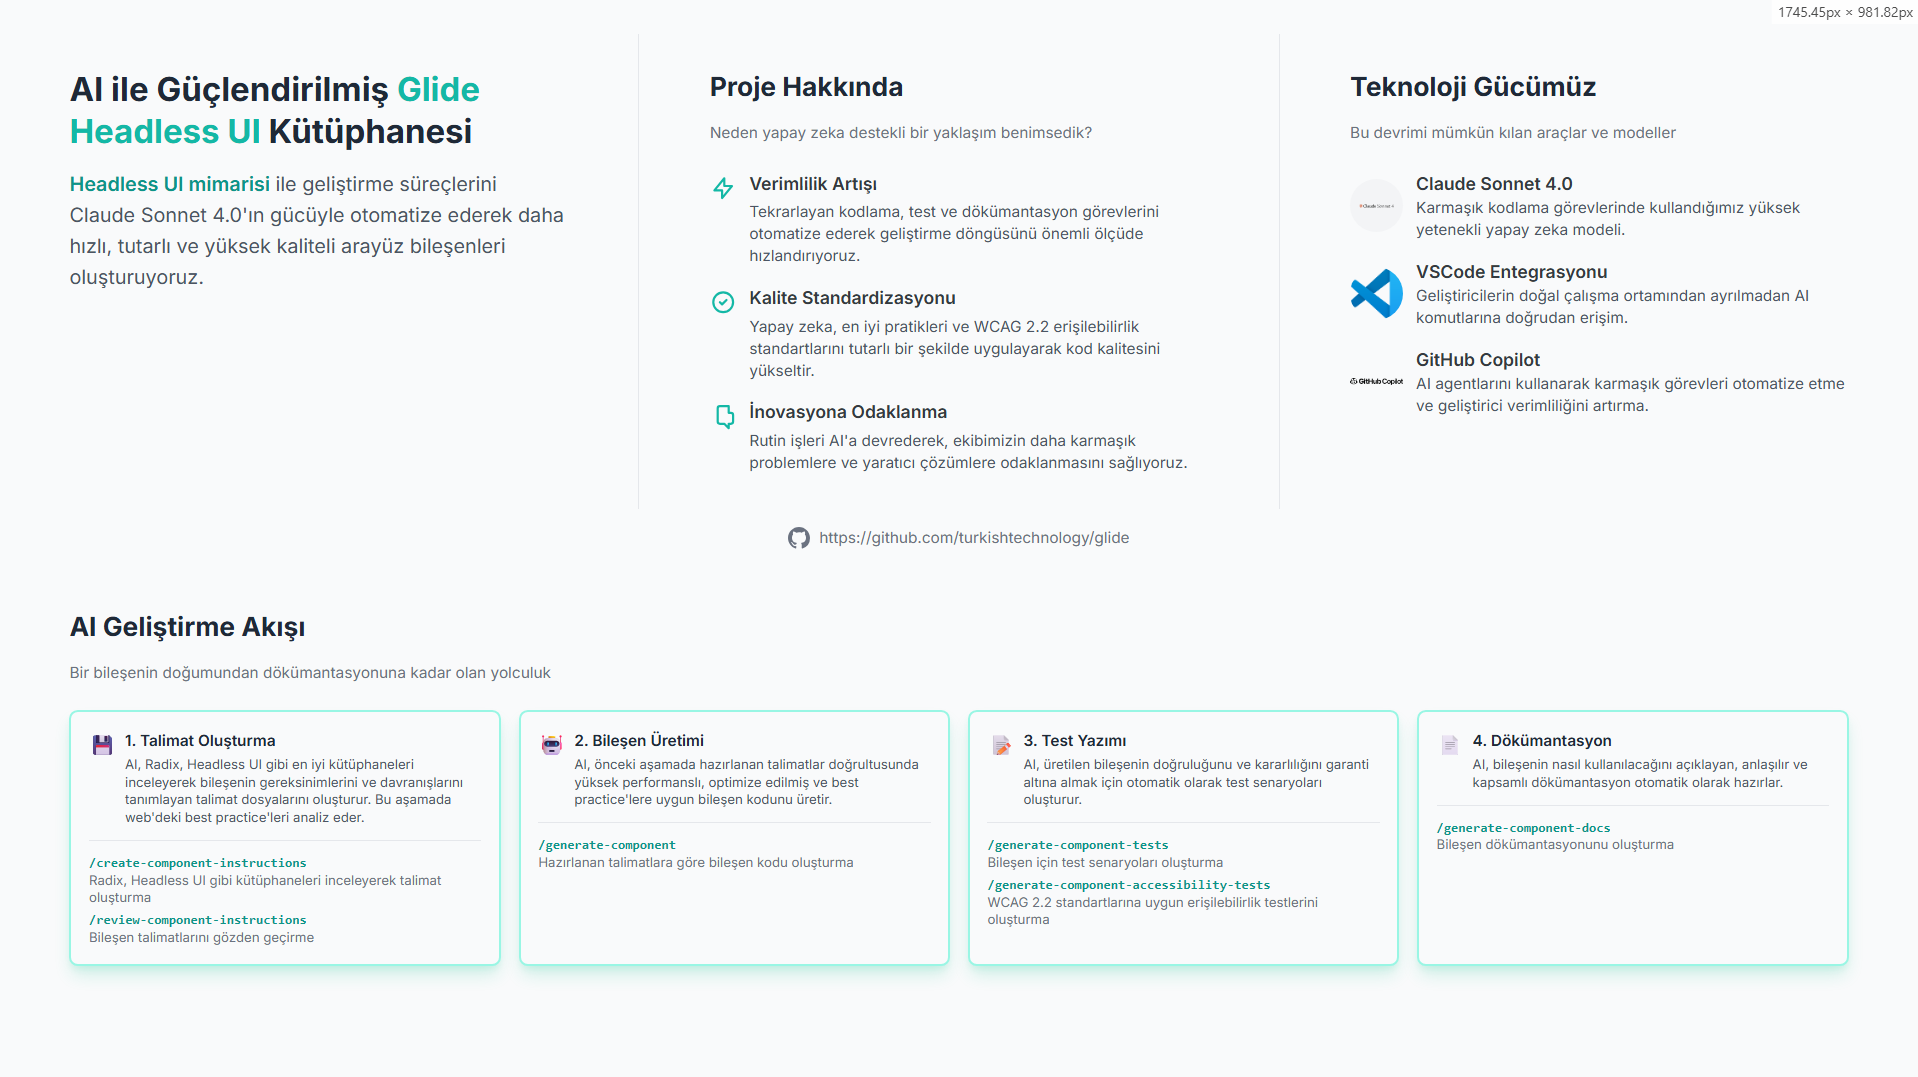 1745.45px × 981.82px
AI ile Güçlendirilmiş Glide
Headless UI Kütüphanesi
Headless UI mimarisi ile geliştirme süreçlerini
Claude Sonnet 4.0'ın gücüyle otomatize ederek daha
hızlı, tutarlı ve yüksek kaliteli arayüz bileşenleri
oluşturuyoruz.
Proje Hakkında
Neden yapay zeka destekli bir yaklaşım benimsedik?
Verimlilik Artışı
Tekrarlayan kodlama, test ve dökümantasyon görevlerini
otomatize ederek geliştirme döngüsünü önemli ölçüde
hızlandırıyoruz.
Kalite Standardizasyonu
Yapay zeka, en iyi pratikleri ve WCAG 2.2 erişilebilirlik
standartlarını tutarlı bir şekilde uygulayarak kod kalitesini
yükseltir.
İnovasyona Odaklanma
Rutin işleri AI'a devrederek, ekibimizin daha karmaşık
problemlere ve yaratıcı çözümlere odaklanmasını sağlıyoruz.
Teknoloji Gücümüz
Bu devrimi mümkün kılan araçlar ve modeller
Claude Sonnet 4
Claude Sonnet 4.0
Karmaşık kodlama görevlerinde kullandığımız yüksek
yetenekli yapay zeka modeli.
VSCode Entegrasyonu
Geliştiricilerin doğal çalışma ortamından ayrılmadan AI
komutlarına doğrudan erişim.
GitHub Copilot
GitHub Copilot
AI agentlarını kullanarak karmaşık görevleri otomatize etme
ve geliştirici verimliliğini artırma.
https://github.com/turkishtechnology/glide
AI Geliştirme Akışı
Bir bileşenin doğumundan dökümantasyonuna kadar olan yolculuk
1. Talimat Oluşturma
AI, Radix, Headless UI gibi en iyi kütüphaneleri
inceleyerek bileşenin gereksinimlerini ve davranışlarını
tanımlayan talimat dosyalarını oluşturur. Bu aşamada
web'deki best practice'leri analiz eder.
/create-component-instructions
Radix, Headless UI gibi kütüphaneleri inceleyerek talimat
oluşturma
/review-component-instructions
Bileşen talimatlarını gözden geçirme
2. Bileşen Üretimi
AI, önceki aşamada hazırlanan talimatlar doğrultusunda
yüksek performanslı, optimize edilmiş ve best
practice'lere uygun bileşen kodunu üretir.
/generate-component
Hazırlanan talimatlara göre bileşen kodu oluşturma
3. Test Yazımı
AI, üretilen bileşenin doğruluğunu ve kararlılığını garanti
altına almak için otomatik olarak test senaryoları
oluşturur.
/generate-component-tests
Bileşen için test senaryoları oluşturma
/generate-component-accessibility-tests
WCAG 2.2 standartlarına uygun erişilebilirlik testlerini
oluşturma
4. Dökümantasyon
AI, bileşenin nasıl kullanılacağını açıklayan, anlaşılır ve
kapsamlı dökümantasyon otomatik olarak hazırlar.
/generate-component-docs
Bileşen dökümantasyonunu oluşturma